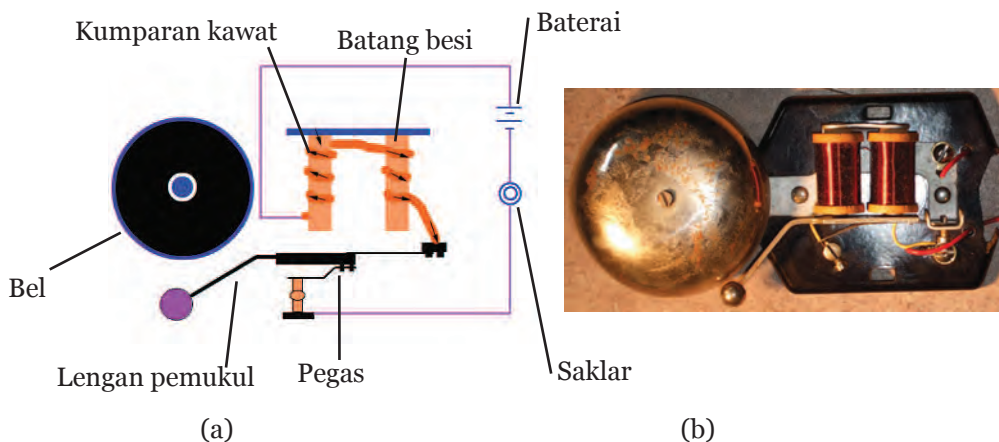 Kumparan kawat
Batang besi
Baterai
Bel
Lengan pemukul
Pegas
Saklar
(a)
(b)